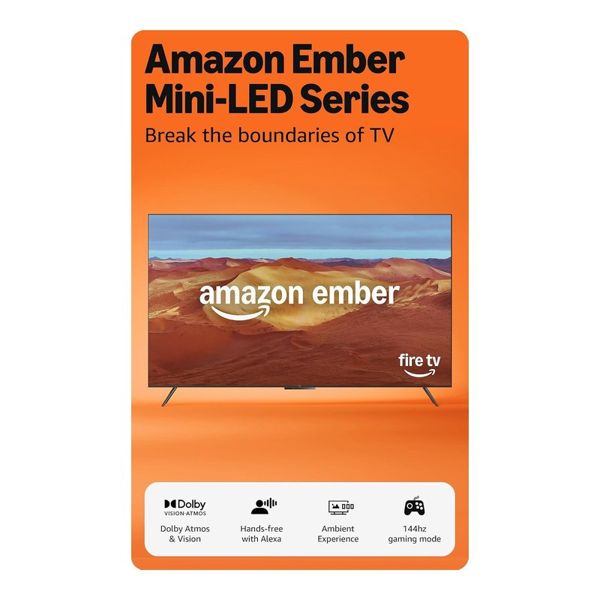 Amazon Ember
Mini-LED Series
Break the boundaries of TV
amazon ember
fire tv
Dolby
VISION·ATMOS
Dolby Atmos
& Vision
Hands-free
with Alexa
Ambient
Experience
144hz
gaming mode